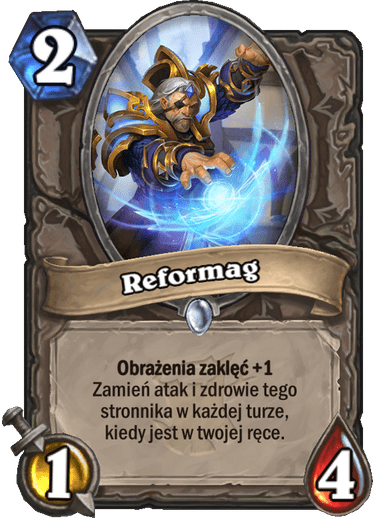 2
Reformag
Obrażenia zaklęć +1
Zamień atak i zdrowie tego
stronnika w każdej turze,
kiedy jest w twojej ręce.
1
4